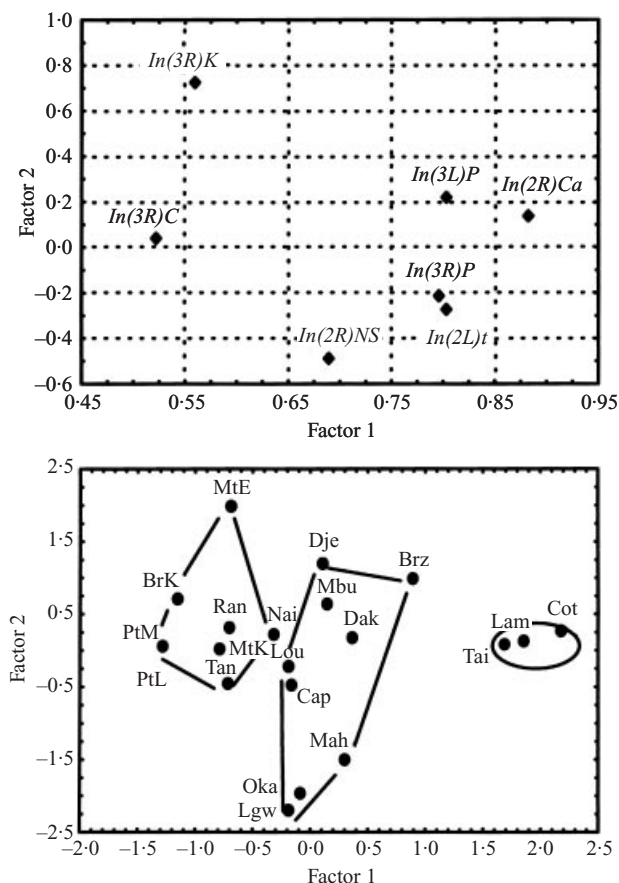 1·0
0·8
0·6
0·4
0·2
0·0
−0·2
−0·4
−0·6
Factor 2
In(3R)K
In(3L)P
In(2R)Ca
In(3R)C
In(3R)P
In(2R)NS
In(2L)t
0·45 0·55 0·65 0·75 0·85 0·95
Factor 1
2·5
1·5
0·5
−0·5
−1·5
−2·5
Factor 2
MtE
Dje
Brz
BrK
Mbu
Ran
Nai
Dak
Lam
Cot
PtM
MtK
Lou
Tai
PtL
Tan
Cap
Mah
Oka
Lgw
−2·0 −1·5 −1·0 −0·5 0·0 0·5 1·0 1·5 2·0 2·5
Factor 1